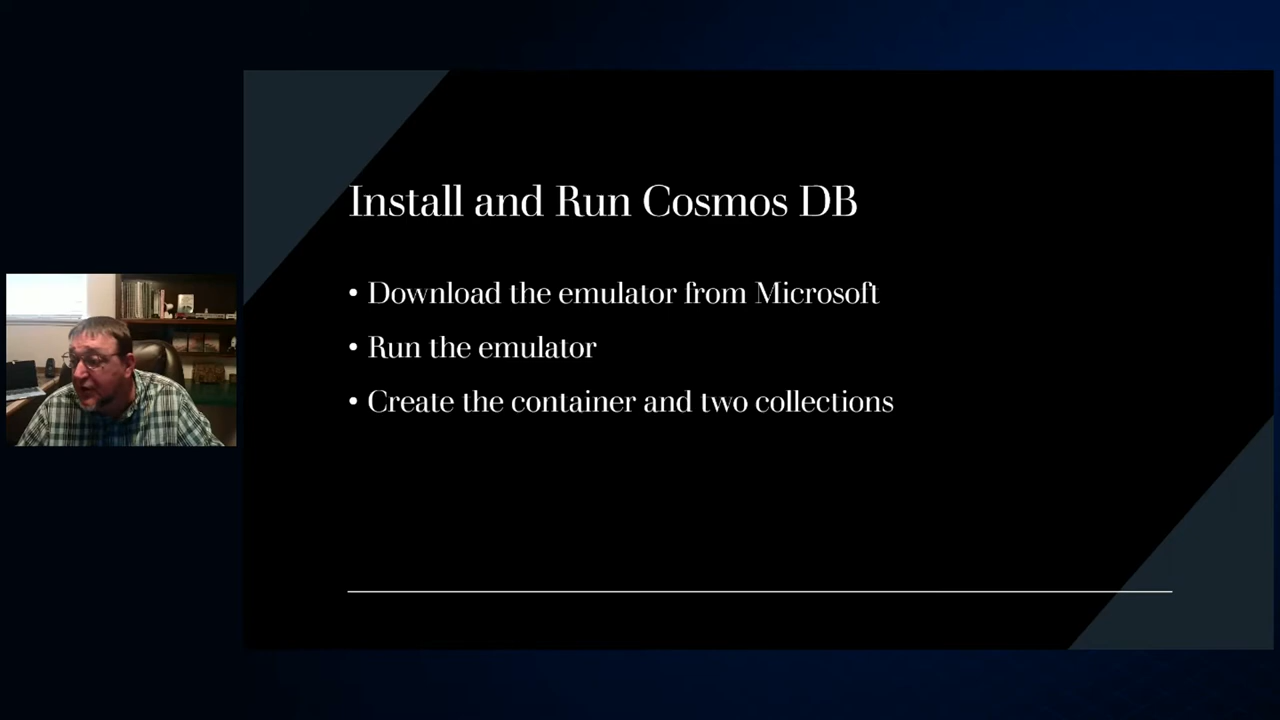 Install and Run Cosmos DB
• Download the emulator from Microsoft
• Run the emulator
• Create the container and two collections